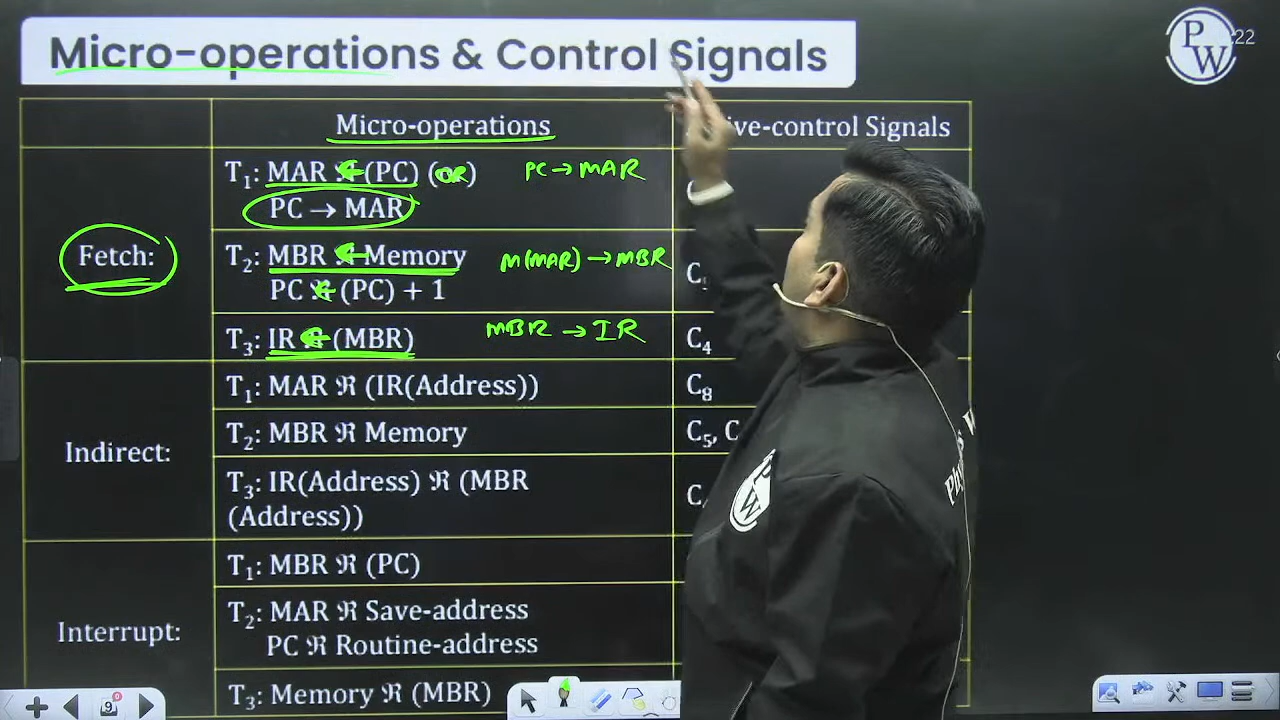 Micro-operations & Control Signals
PW
22
Micro-operations
ive-control Signals
T₁: MAR ← (PC) (OR) PC → MAR
PC → MAR
Fetch:
T₂: MBR ← Memory M(MAR) → MBR
PC ← (PC) + 1
T₃: IR ← (MBR) MBR → IR
C₄
Indirect:
T₁: MAR ℜ (IR(Address))
C₈
T₂: MBR ℜ Memory
C₅, C
T₃: IR(Address) ℜ (MBR
(Address))
Interrupt:
T₁: MBR ℜ (PC)
T₂: MAR ℜ Save-address
PC ℜ Routine-address
T₃: Memory ℜ (MBR)
9